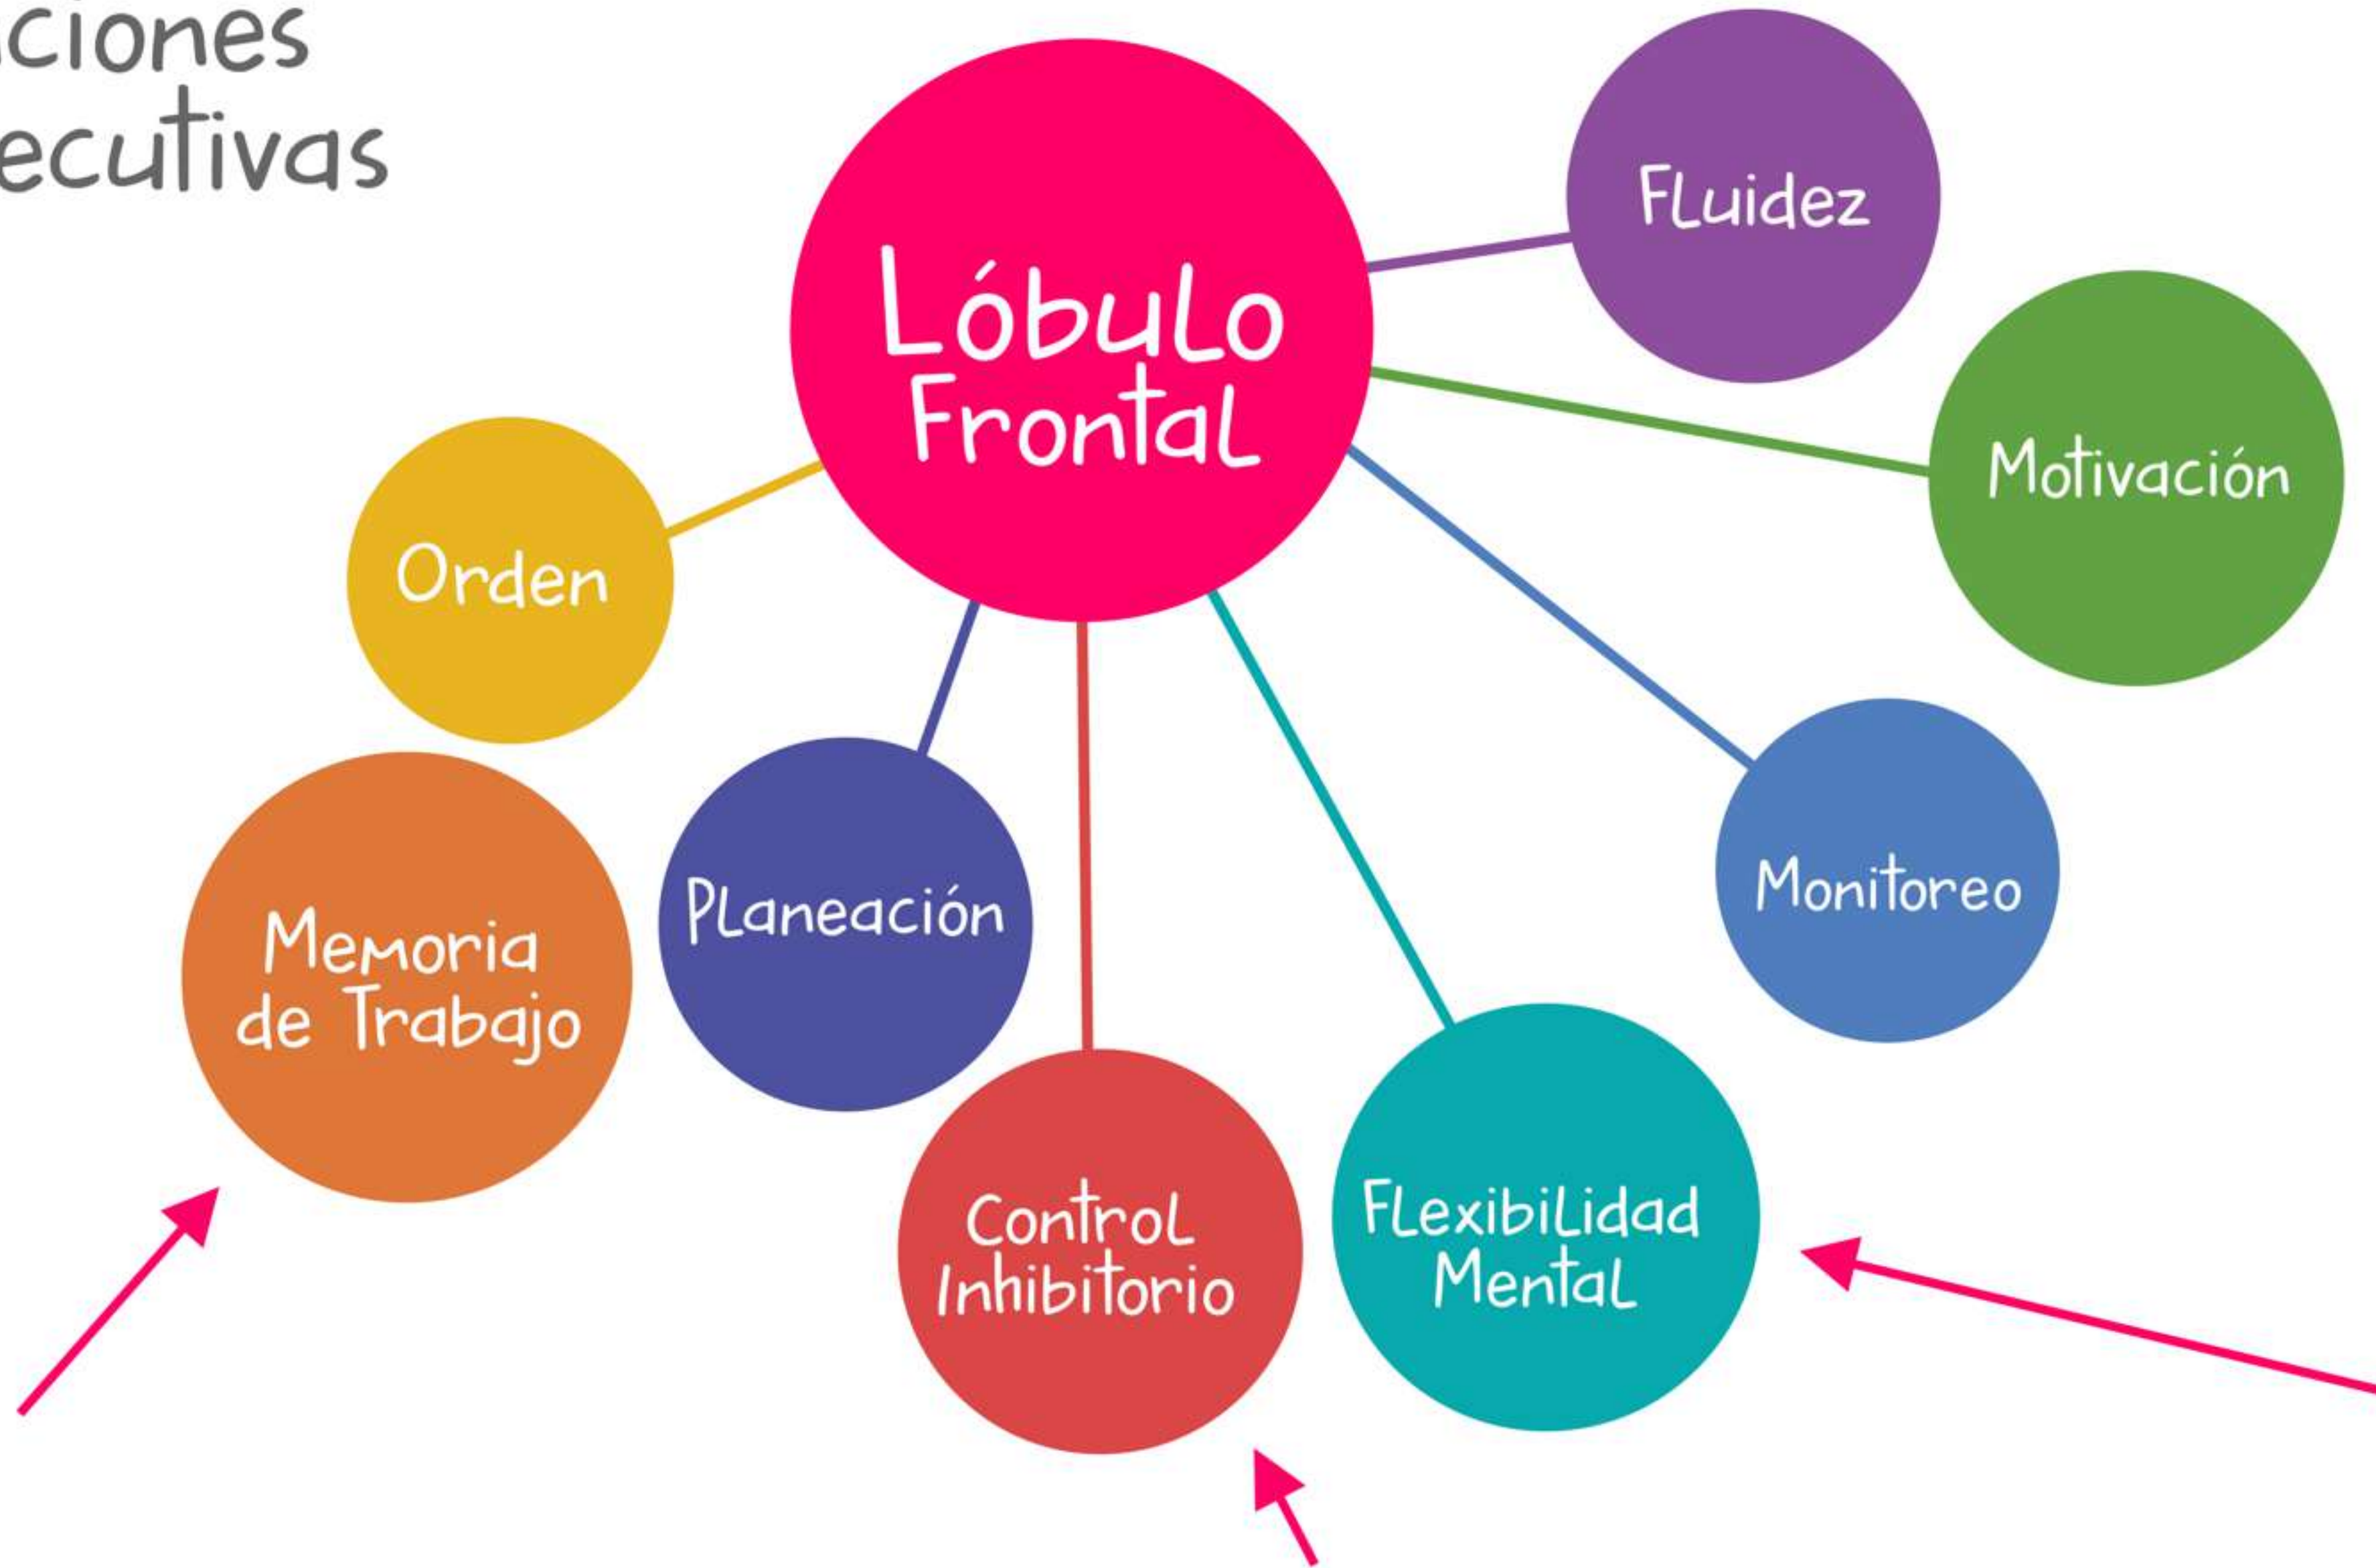 ciones
ecutivas
Lóbulo
Frontal
Fluidez
Motivación
Orden
Monitoreo
Planeación
Memoria
de Trabajo
Control
Inhibitorio
Flexibilidad
Mental